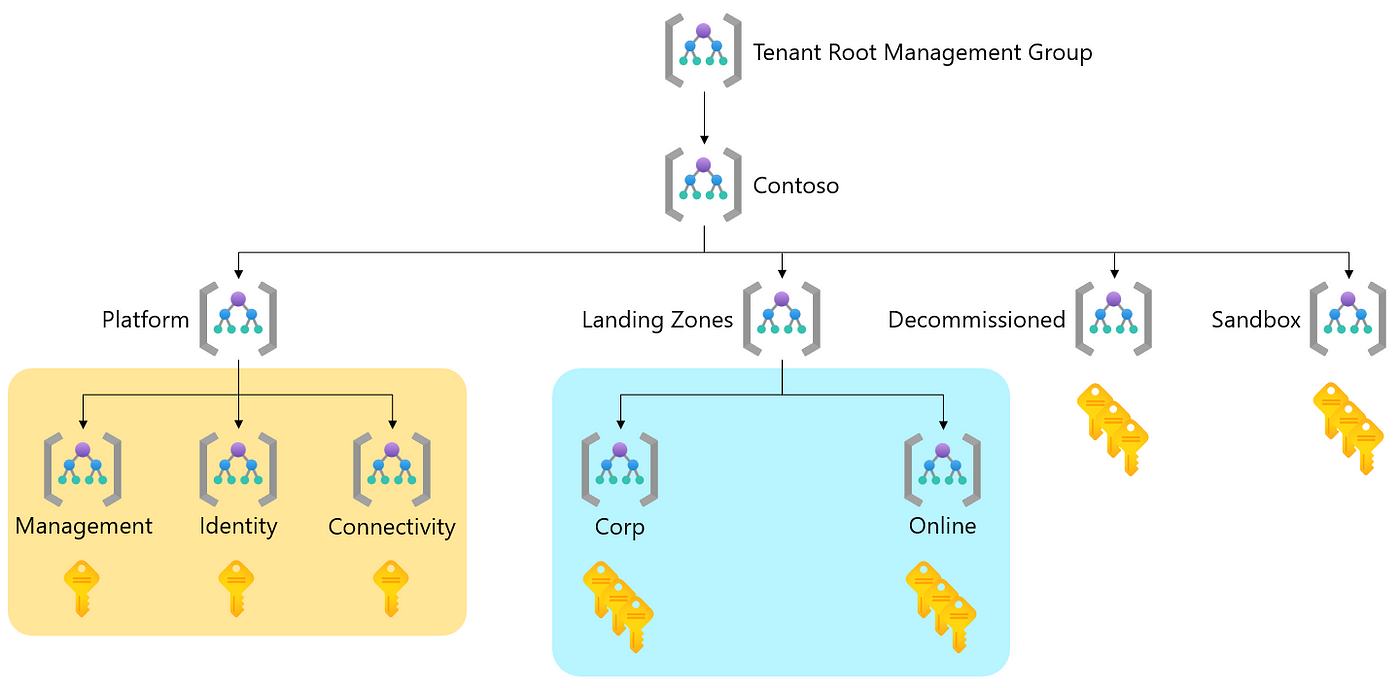 Tenant Root Management Group
Contoso
Platform
Landing Zones
Decommissioned
Sandbox
Management
Identity
Connectivity
Corp
Online